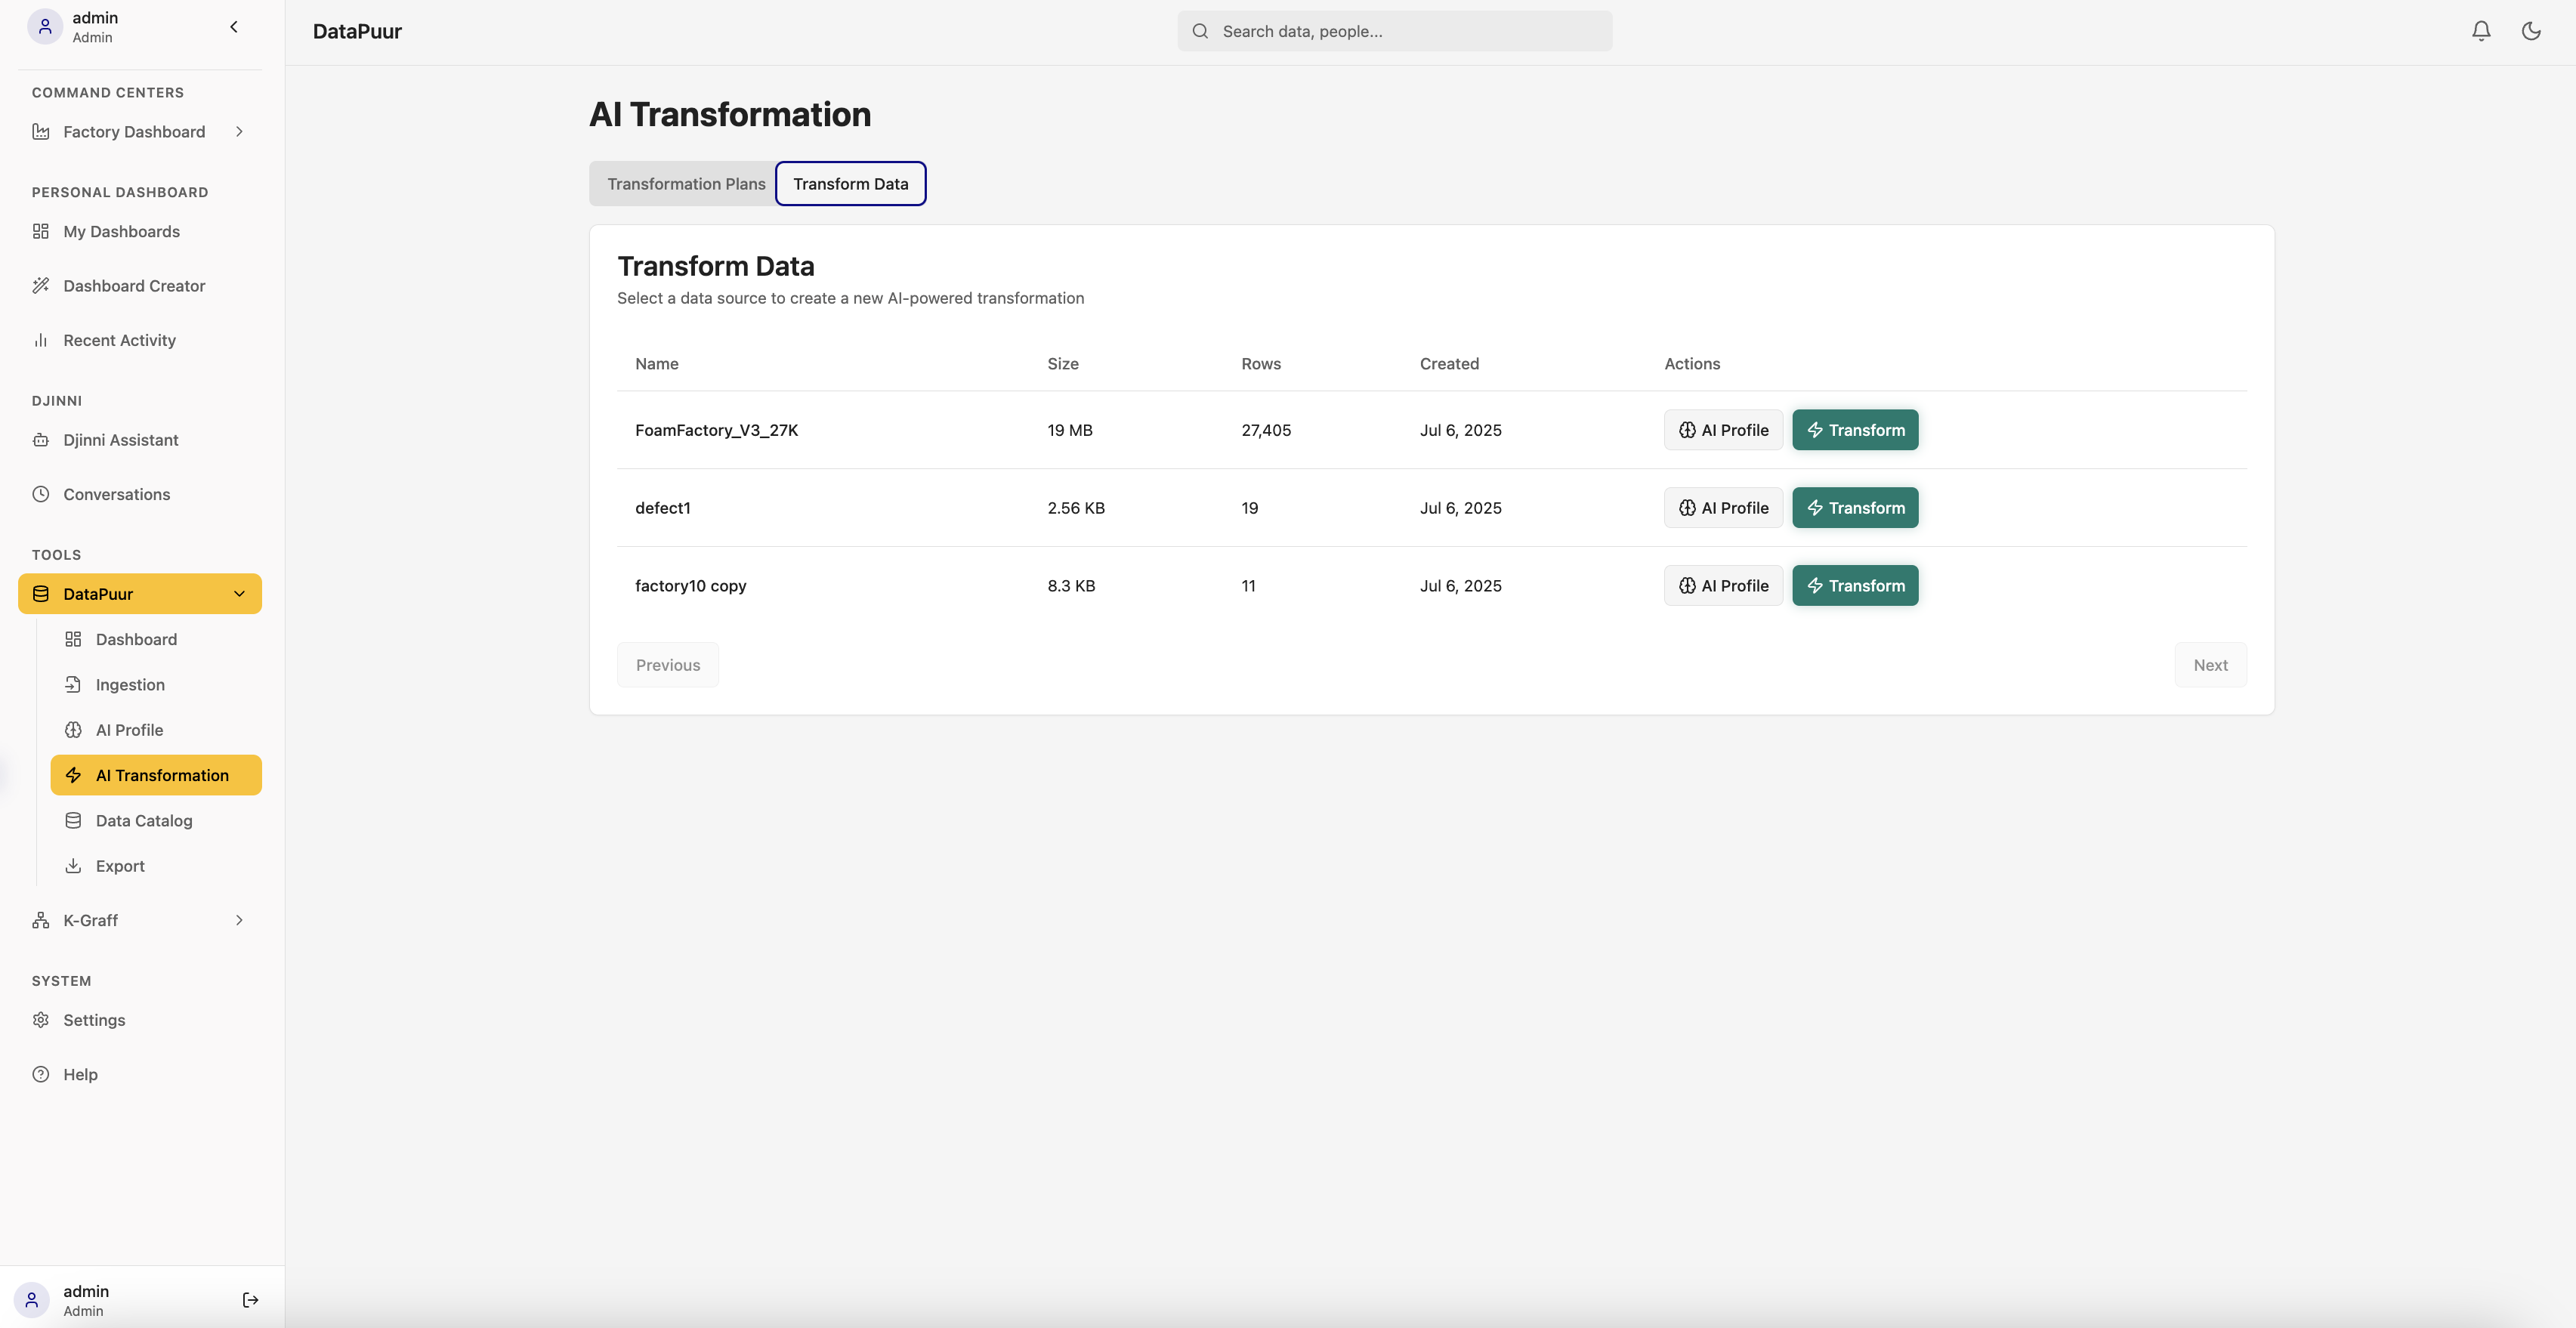 admin
Admin
COMMAND CENTERS
Factory Dashboard
PERSONAL DASHBOARD
My Dashboards
Dashboard Creator
Recent Activity
DJINNI
Djinni Assistant
Conversations
TOOLS
DataPuur
Dashboard
Ingestion
AI Profile
AI Transformation
Data Catalog
Export
K-Graff
SYSTEM
Settings
Help
admin
Admin
DataPuur
Search data, people...
AI Transformation
Transformation Plans Transform Data
Transform Data
Select a data source to create a new AI-powered transformation
Name Size Rows Created Actions
FoamFactory_V3_27K 19 MB 27,405 Jul 6, 2025 AI Profile Transform
defect1 2.56 KB 19 Jul 6, 2025 AI Profile Transform
factory10 copy 8.3 KB 11 Jul 6, 2025 AI Profile Transform
Previous Next